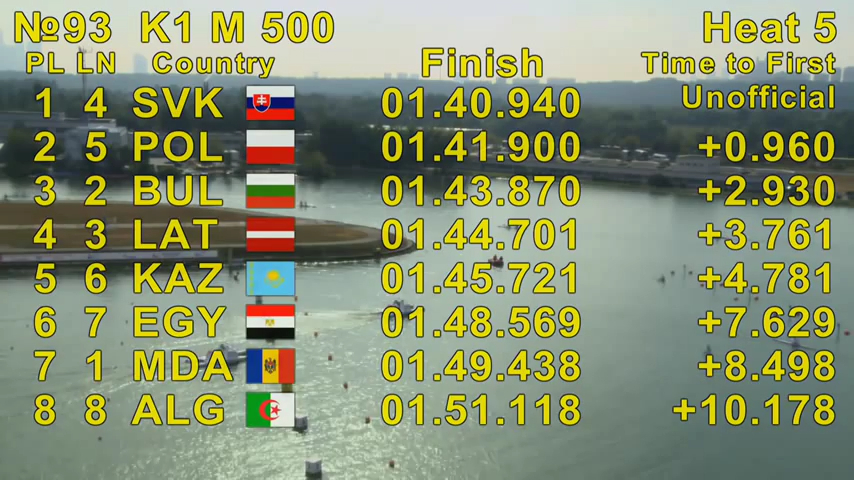 №93 K1 M 500 Heat 5
PL LN Country Finish Time to First
1 4 SVK 01.40.940 Unofficial
2 5 POL 01.41.900 +0.960
3 2 BUL 01.43.870 +2.930
4 3 LAT 01.44.701 +3.761
5 6 KAZ 01.45.721 +4.781
6 7 EGY 01.48.569 +7.629
7 1 MDA 01.49.438 +8.498
8 8 ALG 01.51.118 +10.178